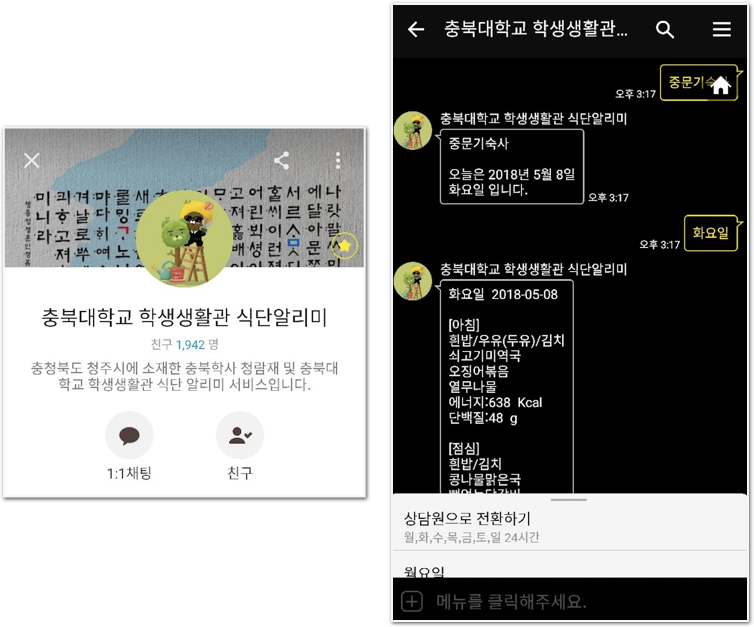 충북대학교 학생생활관 식단알리미
친구 1,942 명
충청북도 청주시에 소재한 충북학사 청람재 및 충북대
학교 학생생활관 식단 알리미 서비스입니다.
1:1채팅
친구
충북대학교 학생생활관...
중문기숙사
오후 3:17
충북대학교 학생생활관 식단알리미
중문기숙사
오늘은 2018년 5월 8일
화요일 입니다.
오후 3:17
화요일
오후 3:17
충북대학교 학생생활관 식단알리미
화요일 2018-05-08
[아침]
흰밥/우유(두유)/김치
쇠고기미역국
오징어볶음
열무나물
에너지:638 Kcal
단백질:48 g
[점심]
흰밥/김치
콩나물맑은국
상담원으로 전환하기
월,화,수,목,금,토,일 24시간
월요일
메뉴를 클릭해주세요.